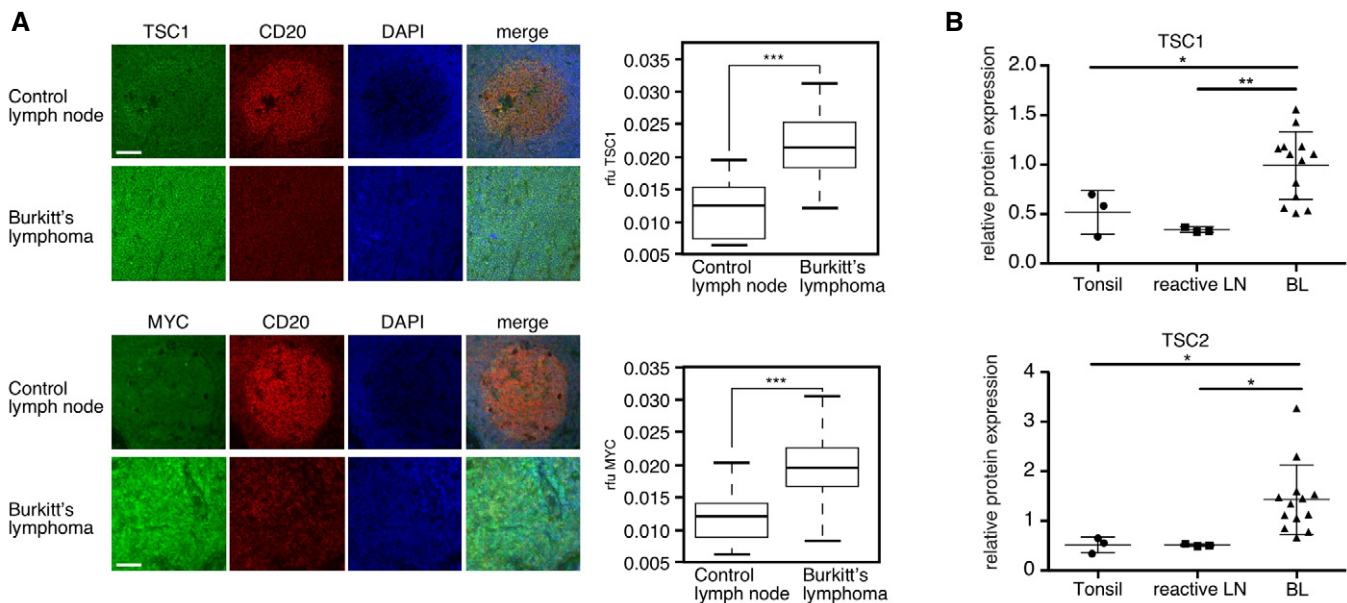 A
TSC1 CD20 DAPI merge
Control
lymph node
Burkitt's
lymphoma
rfu TSC1
0.035
0.030
0.025
0.020
0.015
0.010
0.005
***
Control
lymph node
Burkitt's
lymphoma
MYC CD20 DAPI merge
Control
lymph node
Burkitt's
lymphoma
rfu MYC
0.035
0.030
0.025
0.020
0.015
0.010
0.005
***
Control
lymph node
Burkitt's
lymphoma
B
TSC1
relative protein expression
2.0
1.5
1.0
0.5
0.0
*
**
Tonsil reactive LN BL
TSC2
relative protein expression
4
3
2
1
0
*
*
Tonsil reactive LN BL